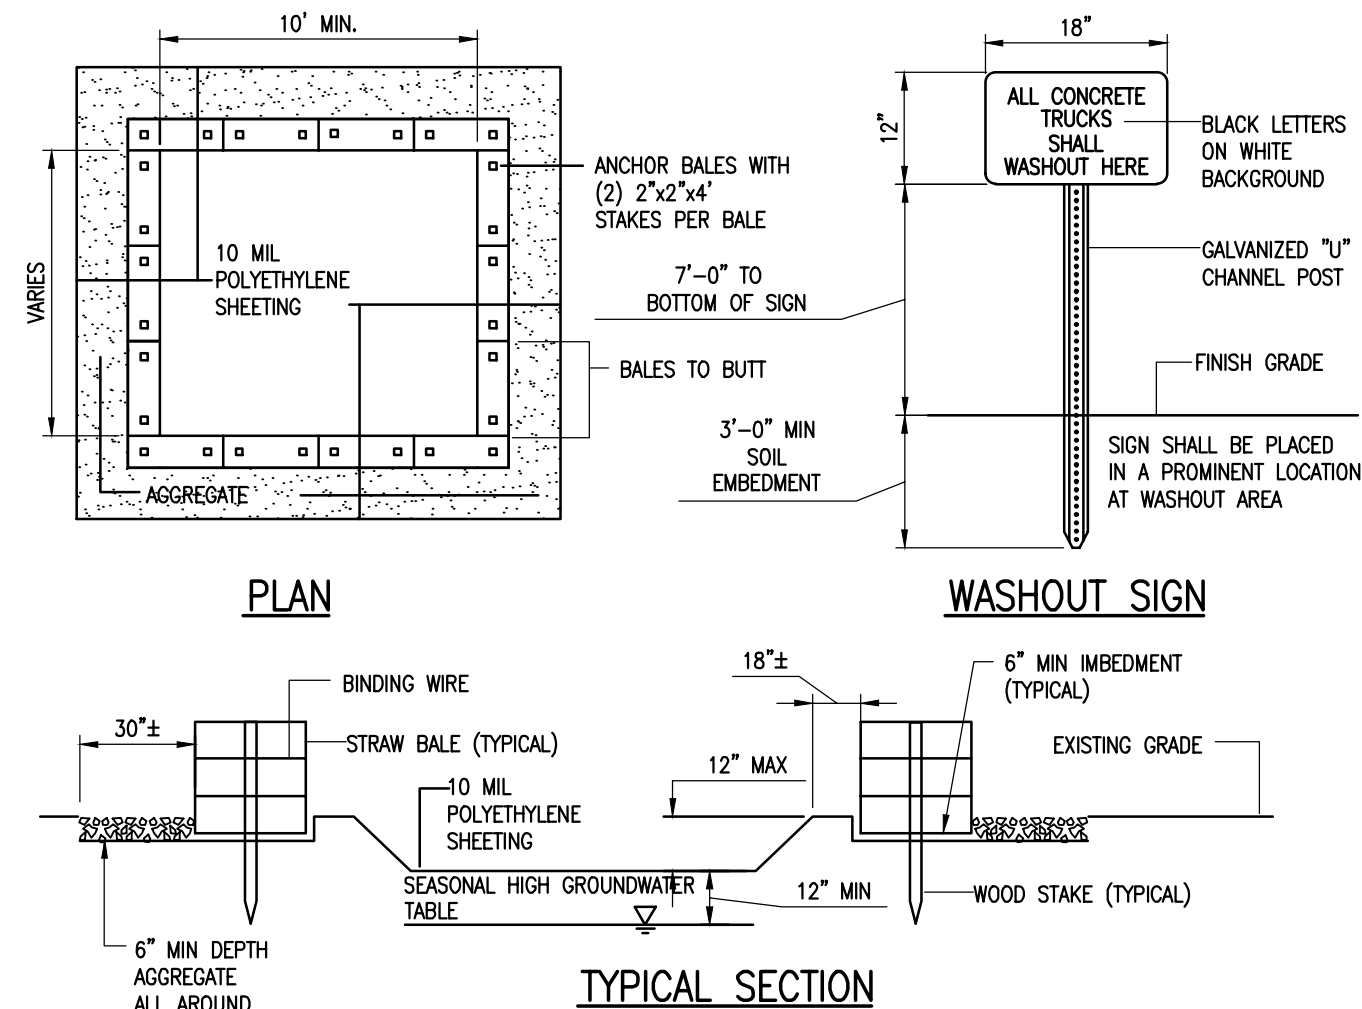 10' MIN.
VARIES
10 MIL
POLYETHYLENE
SHEETING
AGGREGATE
ANCHOR BALES WITH
(2) 2"x2"x4'
STAKES PER BALE
BALES TO BUTT
PLAN
18"
12"
ALL CONCRETE
TRUCKS
SHALL
WASHOUT HERE
BLACK LETTERS
ON WHITE
BACKGROUND
7'-0" TO
BOTTOM OF SIGN
GALVANIZED "U"
CHANNEL POST
FINISH GRADE
3'-0" MIN
SOIL
EMBEDMENT
SIGN SHALL BE PLACED
IN A PROMINENT LOCATION
AT WASHOUT AREA
WASHOUT SIGN
30"±
BINDING WIRE
STRAW BALE (TYPICAL)
10 MIL
POLYETHYLENE
SHEETING
SEASONAL HIGH GROUNDWATER
TABLE
6" MIN DEPTH
AGGREGATE
ALL AROUND
18"±
12" MAX
12" MIN
6" MIN IMBEDMENT
(TYPICAL)
EXISTING GRADE
WOOD STAKE (TYPICAL)
TYPICAL SECTION